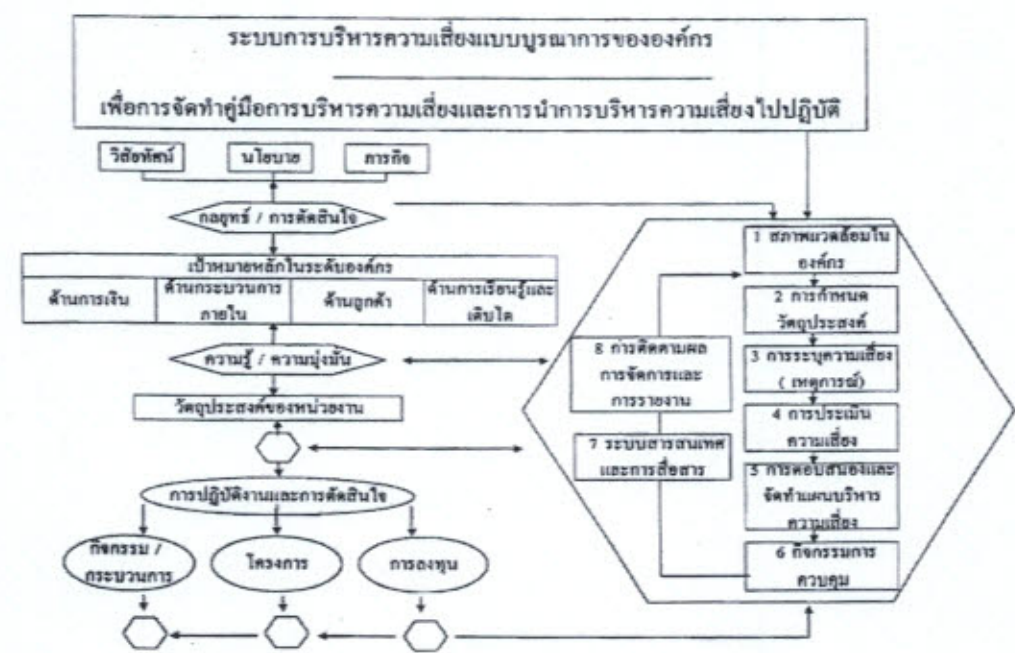 ระบบการบริหารความเสี่ยงแบบบูรณาการขององค์กร
เพื่อการจัดทำคู่มือการบริหารความเสี่ยงและการนำการบริหารความเสี่ยงไปปฏิบัติ
วิสัยทัศน์
นโยบาย
ภารกิจ
กลยุทธ์ / การตัดสินใจ
เป้าหมายหลักในระดับองค์กร
ด้านการเงิน
ด้านกระบวนการ
ภายใน
ด้านลูกค้า
ด้านการเรียนรู้และ
เติบโต
ความรู้ / ความมุ่งมั่น
วัตถุประสงค์ของหน่วยงาน
การปฏิบัติงานและการตัดสินใจ
กิจกรรม /
กระบวนการ
โครงการ
การลงทุน
1 สภาพแวดล้อมใน
องค์กร
2 การกำหนด
วัตถุประสงค์
3 การระบุความเสี่ยง
( เหตุการณ์)
4 การประเมิน
ความเสี่ยง
5 การตอบสนองและ
จัดทำแผนบริหาร
ความเสี่ยง
6 กิจกรรมการ
ควบคุม
7 ระบบสารสนเทศ
และการสื่อสาร
8 การติดตามผล
การจัดการและ
การรายงาน